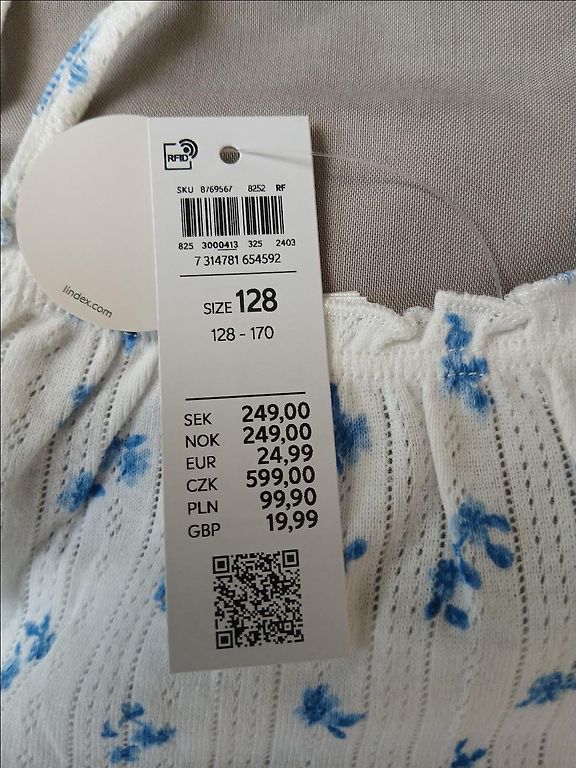 RFID
SKU 8769567 8252 RF
825 3000413 325 2403
7 314781 654592
lindex.com
SIZE 128
128 - 170
SEK 249,00
NOK 249,00
EUR 24,99
CZK 599,00
PLN 99,90
GBP 19,99